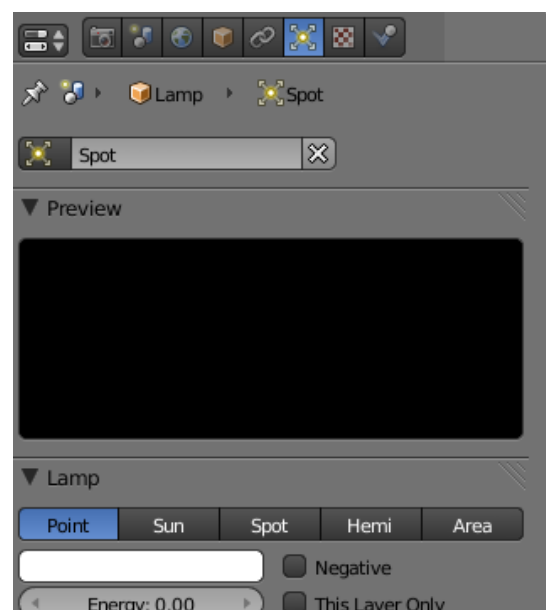 Lamp Spot
Spot
Preview
Lamp
Point Sun Spot Hemi Area
Negative
Energy: 0.00 This Layer Only